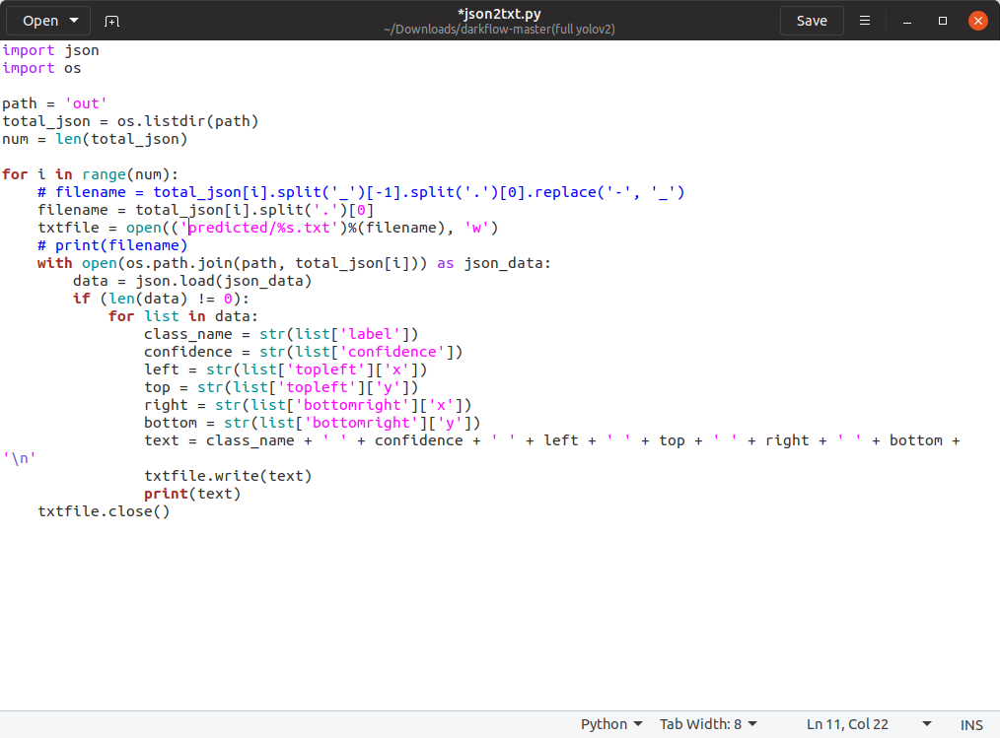 Open
*json2txt.py
~/Downloads/darkflow-master(full yolov2)
Save
import json
import os

path = 'out'
total_json = os.listdir(path)
num = len(total_json)

for i in range(num):
    # filename = total_json[i].split('_')[-1].split('.')[0].replace('-', '_')
    filename = total_json[i].split('.')[0]
    txtfile = open(('predicted/%s.txt')%(filename), 'w')
    # print(filename)
    with open(os.path.join(path, total_json[i])) as json_data:
        data = json.load(json_data)
        if (len(data) != 0):
            for list in data:
                class_name = str(list['label'])
                confidence = str(list['confidence'])
                left = str(list['topleft']['x'])
                top = str(list['topleft']['y'])
                right = str(list['bottomright']['x'])
                bottom = str(list['bottomright']['y'])
                text = class_name + ' ' + confidence + ' ' + left + ' ' + top + ' ' + right + ' ' + bottom +
'\n'
                txtfile.write(text)
                print(text)
    txtfile.close()
Python
Tab Width: 8
Ln 11, Col 22
INS